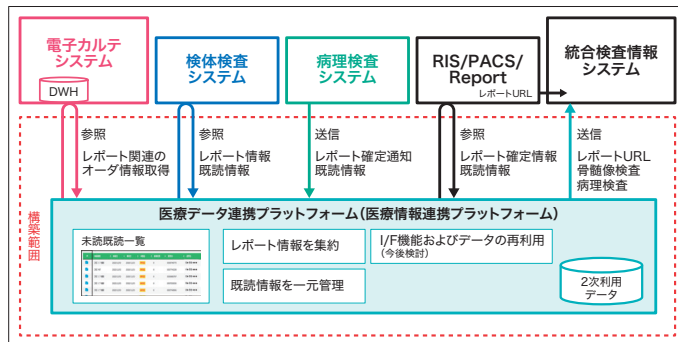 電子カルテ
システム
DWH
検体検査
システム
病理検査
システム
RIS/PACS/
Report
レポートURL
統合検査情報
システム
参照
レポート関連の
オーダ情報取得
参照
レポート情報
既読情報
送信
レポート確定通知
既読情報
参照
レポート確定情報
既読情報
送信
レポートURL
骨髄像検査
病理検査
構築範囲
医療データ連携プラットフォーム（医療情報連携プラットフォーム）
未読既読一覧
レポート情報を集約
I/F機能およびデータの再利用
（今後検討）
既読情報を一元管理
2次利用
データ